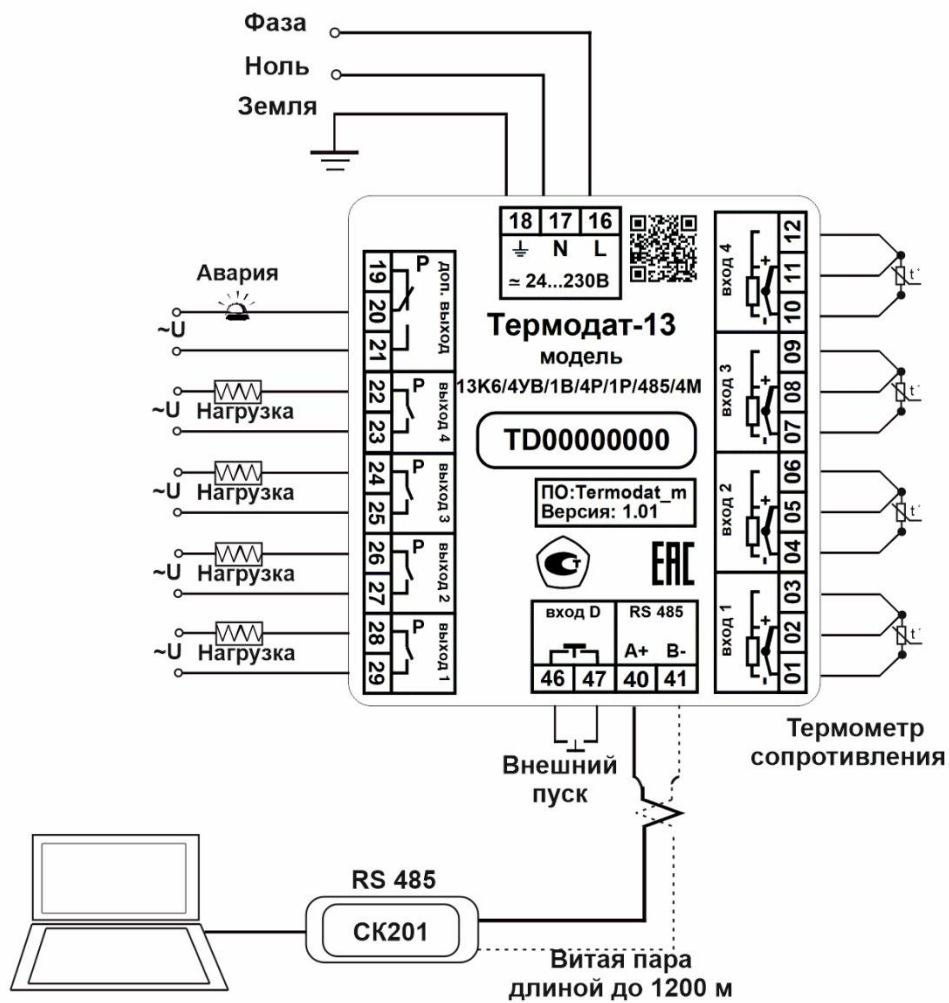 Фаза
Ноль
Земля
18 17 16
N L
≃ 24...230В
Термодат-13
модель
13К6/4УВ/1В/4Р/1Р/485/4М
TD00000000
ПО:Termodat_m
Версия: 1.01
Авария
~U
~U Нагрузка
~U Нагрузка
~U Нагрузка
~U Нагрузка
19 20 21
P
доп. выход
22 23
P
выход 4
24 25
P
выход 3
26 27
P
выход 2
28 29
P
выход 1
вход 4
+
-
12 11 10
t°
вход 3
+
-
09 08 07
t°
вход 2
+
-
06 05 04
t°
вход 1
+
-
03 02 01
t°
Ст
ЕАС
вход D RS 485
A+ B-
46 47 40 41
Термометр
сопротивления
Внешний
пуск
RS 485
СК201
Витая пара
длиной до 1200 м